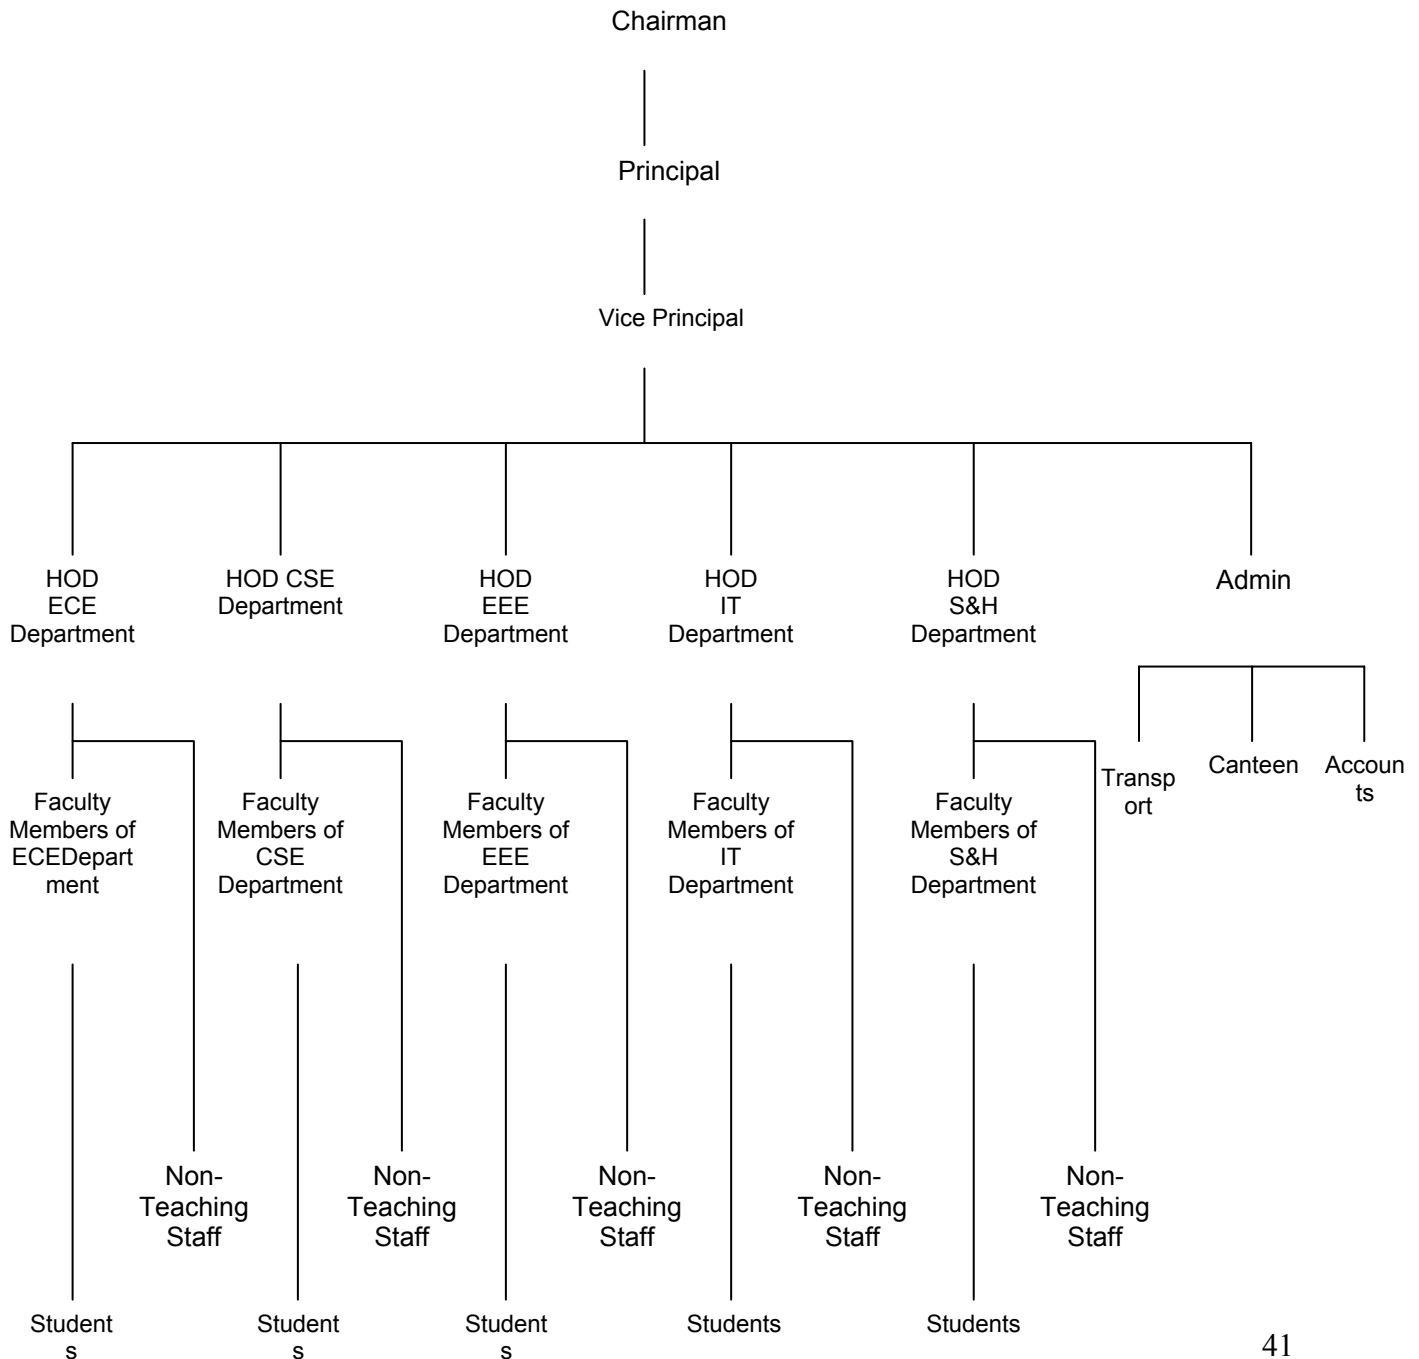 Chairman
Principal
Vice Principal
HOD
ECE
Department
HOD CSE
Department
HOD
EEE
Department
HOD
IT
Department
HOD
S&H
Department
Admin
Transp
ort
Canteen
Accoun
ts
Faculty
Members of
ECEDepart
ment
Faculty
Members of
CSE
Department
Faculty
Members of
EEE
Department
Faculty
Members of
IT
Department
Faculty
Members of
S&H
Department
Non-
Teaching
Staff
Non-
Teaching
Staff
Non-
Teaching
Staff
Non-
Teaching
Staff
Non-
Teaching
Staff
Student
s
Student
s
Student
s
Students
Students
41